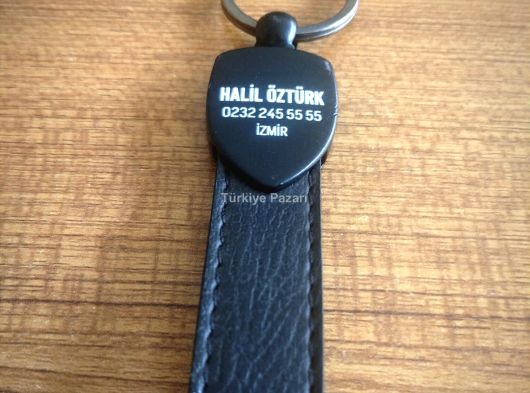 HALİL ÖZTÜRK
0232 245 55 55
İZMİR
Türkiye Pazarı